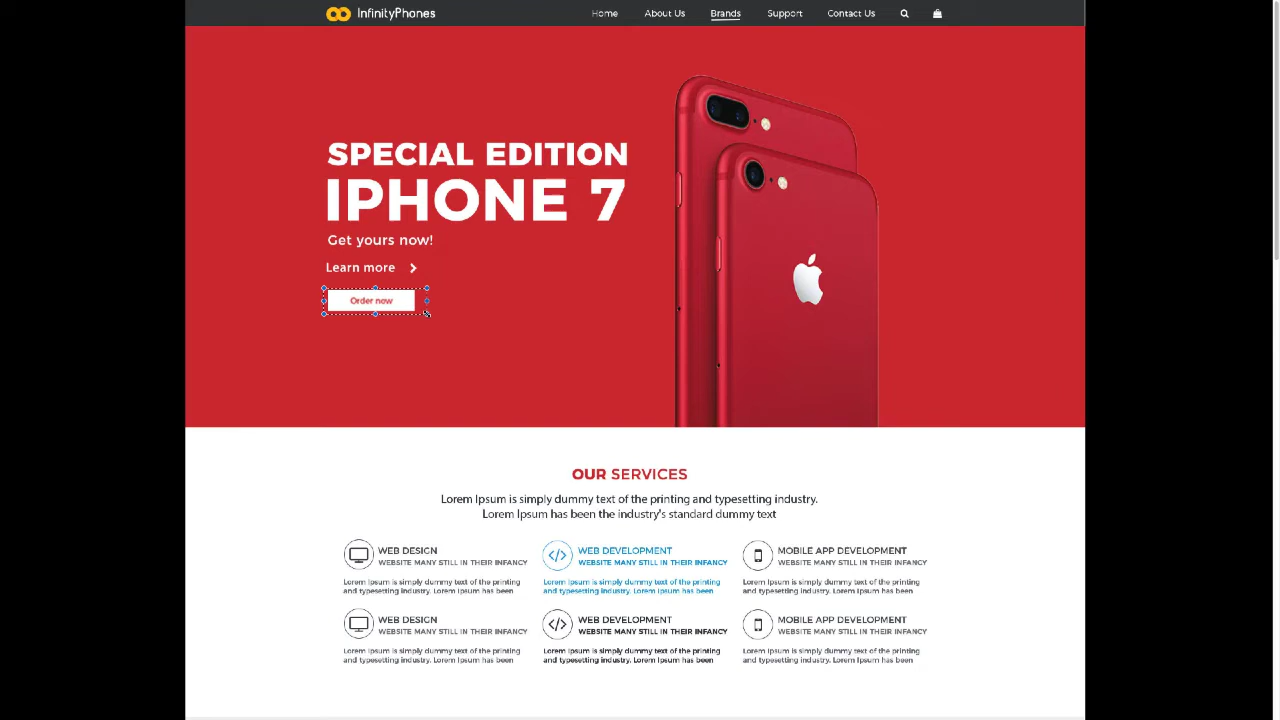 InfinityPhones Home About Us Brands Support Contact Us
SPECIAL EDITION
IPHONE 7
Get yours now!
Learn more
Order now
OUR SERVICES
Lorem Ipsum is simply dummy text of the printing and typesetting industry.
Lorem Ipsum has been the industry's standard dummy text
WEB DESIGN
WEBSITE MANY STILL IN THEIR INFANCY
Lorem Ipsum is simply dummy text of the printing
and typesetting industry. Lorem Ipsum has been
WEB DEVELOPMENT
WEBSITE MANY STILL IN THEIR INFANCY
Lorem Ipsum is simply dummy text of the printing
and typesetting industry. Lorem Ipsum has been
MOBILE APP DEVELOPMENT
WEBSITE MANY STILL IN THEIR INFANCY
Lorem Ipsum is simply dummy text of the printing
and typesetting industry. Lorem Ipsum has been
WEB DESIGN
WEBSITE MANY STILL IN THEIR INFANCY
Lorem Ipsum is simply dummy text of the printing
and typesetting industry. Lorem Ipsum has been
WEB DEVELOPMENT
WEBSITE MANY STILL IN THEIR INFANCY
Lorem Ipsum is simply dummy text of the printing
and typesetting industry. Lorem Ipsum has been
MOBILE APP DEVELOPMENT
WEBSITE MANY STILL IN THEIR INFANCY
Lorem Ipsum is simply dummy text of the printing
and typesetting industry. Lorem Ipsum has been